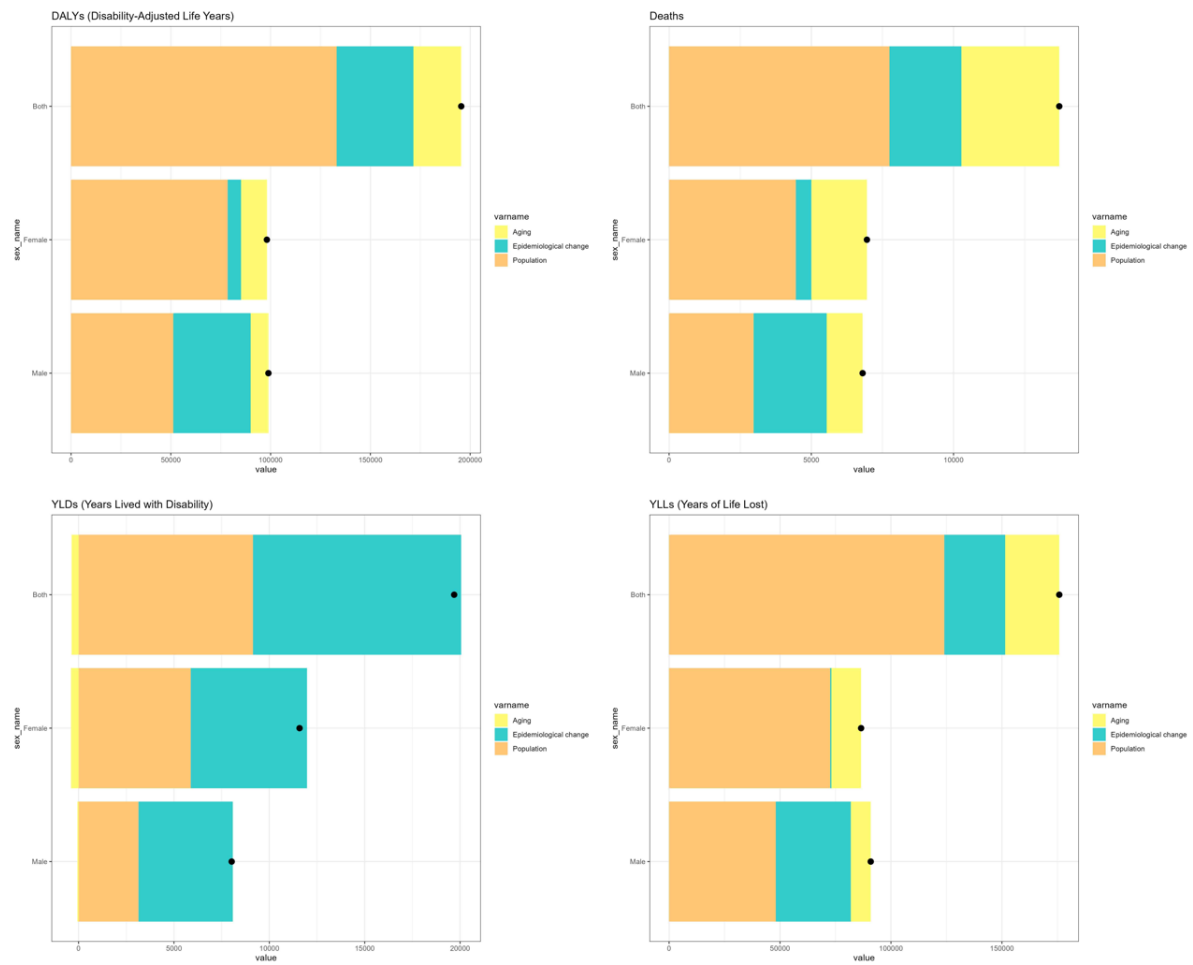 DALYs (Disability-Adjusted Life Years)
Both
Female
Male
sex_name
0 50000 100000 150000 200000
value
varname
Aging
Epidemiological change
Population
Deaths
Both
Female
Male
sex_name
0 5000 10000
value
varname
Aging
Epidemiological change
Population
YLDs (Years Lived with Disability)
Both
Female
Male
sex_name
0 5000 10000 15000 20000
value
varname
Aging
Epidemiological change
Population
YLLs (Years of Life Lost)
Both
Female
Male
sex_name
0 50000 100000 150000
value
varname
Aging
Epidemiological change
Population